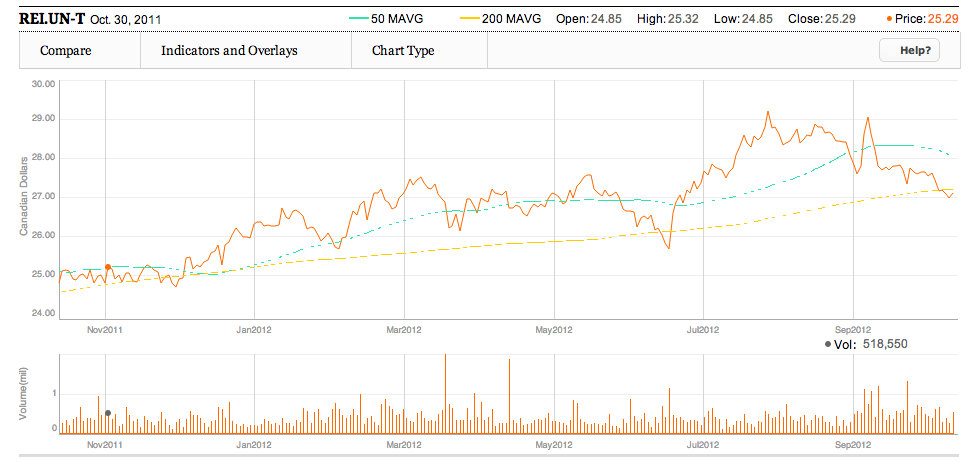 REI.UN-T Oct. 30, 2011 50 MAVG 200 MAVG Open: 24.85 High: 25.32 Low: 24.85 Close: 25.29 Price: 25.29
Compare Indicators and Overlays Chart Type Help?
30.00
29.00
28.00
27.00
26.00
25.00
24.00
Canadian Dollars
Nov2011 Jan2012 Mar2012 May2012 Jul2012 Sep2012
Vol: 518,550
1
0
Volume(mil)
Nov2011 Jan2012 Mar2012 May2012 Jul2012 Sep2012